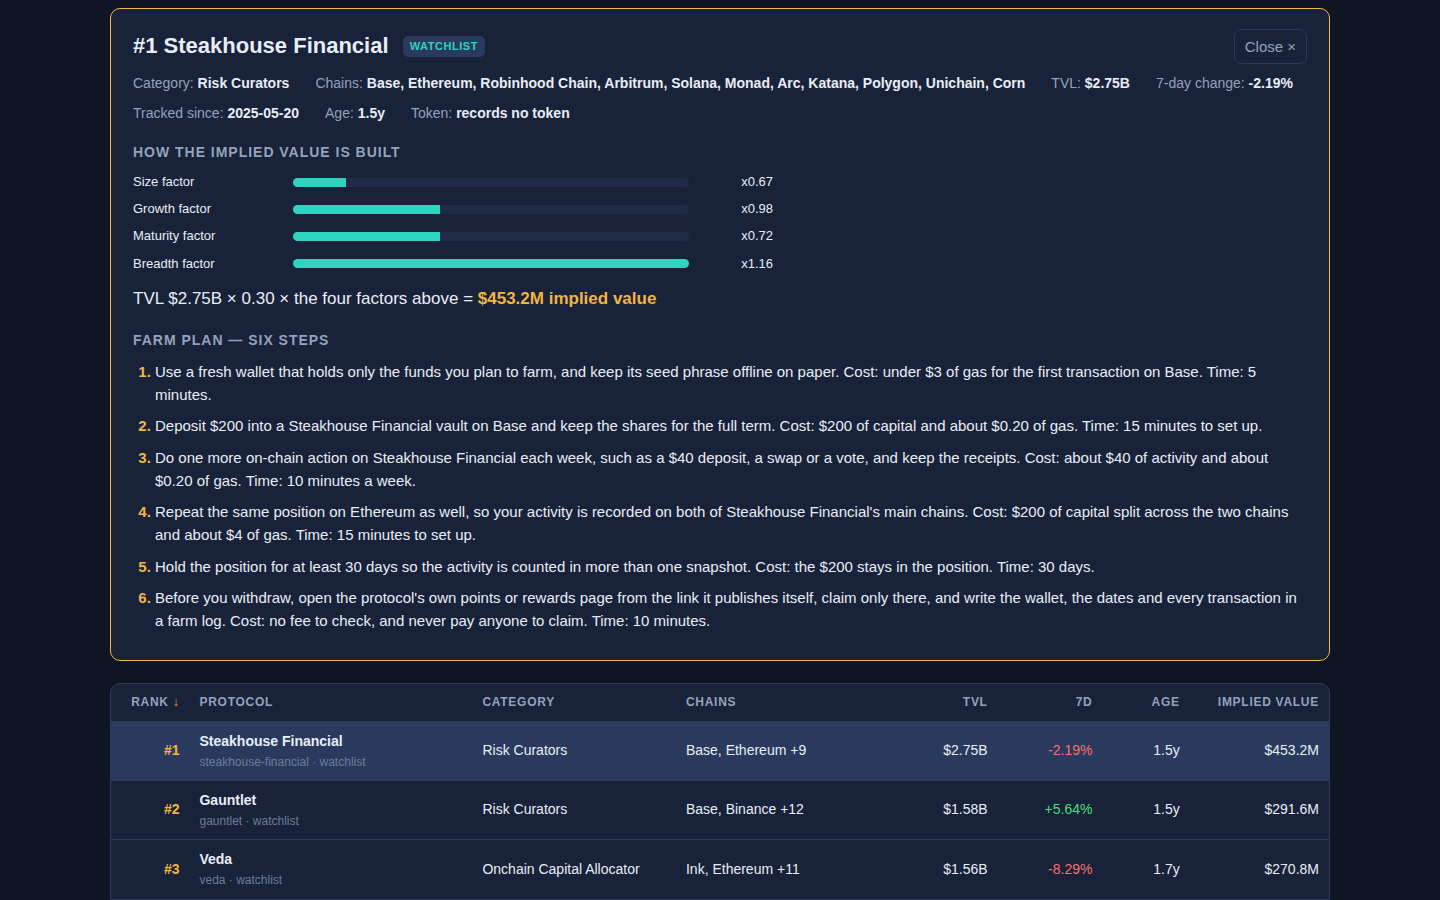 #1 Steakhouse Financial WATCHLIST Close ×
Category: Risk Curators Chains: Base, Ethereum, Robinhood Chain, Arbitrum, Solana, Monad, Arc, Katana, Polygon, Unichain, Corn TVL: $2.75B 7-day change: -2.19%
Tracked since: 2025-05-20 Age: 1.5y Token: records no token
HOW THE IMPLIED VALUE IS BUILT
Size factor x0.67
Growth factor x0.98
Maturity factor x0.72
Breadth factor x1.16
TVL $2.75B × 0.30 × the four factors above = $453.2M implied value
FARM PLAN — SIX STEPS
1. Use a fresh wallet that holds only the funds you plan to farm, and keep its seed phrase offline on paper. Cost: under $3 of gas for the first transaction on Base. Time: 5
minutes.
2. Deposit $200 into a Steakhouse Financial vault on Base and keep the shares for the full term. Cost: $200 of capital and about $0.20 of gas. Time: 15 minutes to set up.
3. Do one more on-chain action on Steakhouse Financial each week, such as a $40 deposit, a swap or a vote, and keep the receipts. Cost: about $40 of activity and about
$0.20 of gas. Time: 10 minutes a week.
4. Repeat the same position on Ethereum as well, so your activity is recorded on both of Steakhouse Financial's main chains. Cost: $200 of capital split across the two chains
and about $4 of gas. Time: 15 minutes to set up.
5. Hold the position for at least 30 days so the activity is counted in more than one snapshot. Cost: the $200 stays in the position. Time: 30 days.
6. Before you withdraw, open the protocol's own points or rewards page from the link it publishes itself, claim only there, and write the wallet, the dates and every transaction in
a farm log. Cost: no fee to check, and never pay anyone to claim. Time: 10 minutes.
RANK ↓ PROTOCOL CATEGORY CHAINS TVL 7D AGE IMPLIED VALUE
#1 Steakhouse Financial Risk Curators Base, Ethereum +9 $2.75B -2.19% 1.5y $453.2M
steakhouse-financial · watchlist
#2 Gauntlet Risk Curators Base, Binance +12 $1.58B +5.64% 1.5y $291.6M
gauntlet · watchlist
#3 Veda Onchain Capital Allocator Ink, Ethereum +11 $1.56B -8.29% 1.7y $270.8M
veda · watchlist